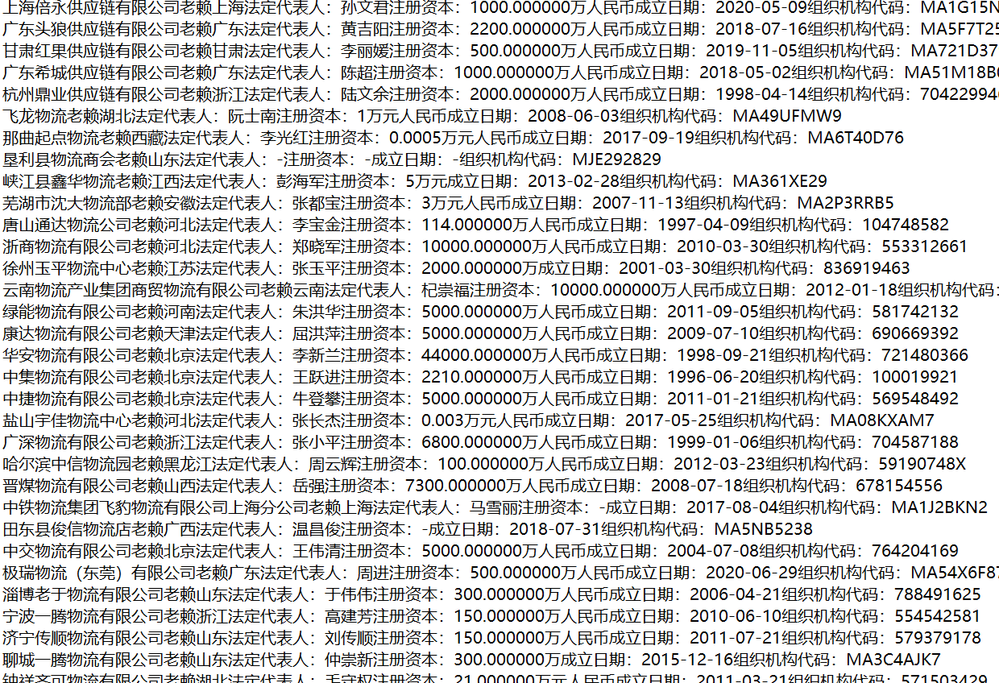 上海倍永供应链有限公司老赖上海法定代表人：孙文君注册资本：1000.000000万人民币成立日期：2020-05-09组织机构代码：MA1G15N
广东头狼供应链有限公司老赖广东法定代表人：黄吉阳注册资本：2200.000000万人民币成立日期：2018-07-16组织机构代码：MA5F7T25
甘肃红果供应链有限公司老赖甘肃法定代表人：李丽媛注册资本：500.000000万人民币成立日期：2019-11-05组织机构代码：MA721D37
广东希城供应链有限公司老赖广东法定代表人：陈超注册资本：1000.000000万人民币成立日期：2018-05-02组织机构代码：MA51M18B
杭州鼎业供应链有限公司老赖浙江法定代表人：陆文余注册资本：2000.000000万人民币成立日期：1998-04-14组织机构代码：70422994
飞龙物流老赖湖北法定代表人：阮士南注册资本：1万元人民币成立日期：2008-06-03组织机构代码：MA49UFMW9
那曲起点物流老赖西藏法定代表人：李光红注册资本：0.0005万元人民币成立日期：2017-09-19组织机构代码：MA6T40D76
垦利县物流商会老赖山东法定代表人：-注册资本：-成立日期：-组织机构代码：MJE292829
峡江县鑫华物流老赖江西法定代表人：彭海军注册资本：5万元成立日期：2013-02-28组织机构代码：MA361XE29
芜湖市沈大物流部老赖安徽法定代表人：张都宝注册资本：3万元人民币成立日期：2007-11-13组织机构代码：MA2P3RRB5
唐山通达物流公司老赖河北法定代表人：李宝金注册资本：114.000000万人民币成立日期：1997-04-09组织机构代码：104748582
浙商物流有限公司老赖河北法定代表人：郑晓军注册资本：10000.000000万人民币成立日期：2010-03-30组织机构代码：553312661
徐州玉平物流中心老赖江苏法定代表人：张玉平注册资本：2000.000000万成立日期：2001-03-30组织机构代码：836919463
云南物流产业集团商贸物流有限公司老赖云南法定代表人：杞崇福注册资本：10000.000000万人民币成立日期：2012-01-18组织机构代码：
绿能物流有限公司老赖河南法定代表人：朱洪华注册资本：5000.000000万人民币成立日期：2011-09-05组织机构代码：581742132
康达物流有限公司老赖天津法定代表人：屈洪萍注册资本：5000.000000万人民币成立日期：2009-07-10组织机构代码：690669392
华安物流有限公司老赖北京法定代表人：李新兰注册资本：44000.000000万人民币成立日期：1998-09-21组织机构代码：721480366
中集物流有限公司老赖北京法定代表人：王跃进注册资本：2210.000000万人民币成立日期：1996-06-20组织机构代码：100019921
中捷物流有限公司老赖北京法定代表人：牛登攀注册资本：5000.000000万人民币成立日期：2011-01-21组织机构代码：569548492
盐山宇佳物流中心老赖河北法定代表人：张长杰注册资本：0.003万元人民币成立日期：2017-05-25组织机构代码：MA08KXAM7
广深物流有限公司老赖浙江法定代表人：张小平注册资本：6800.000000万人民币成立日期：1999-01-06组织机构代码：704587188
哈尔滨中信物流园老赖黑龙江法定代表人：周云辉注册资本：100.000000万人民币成立日期：2012-03-23组织机构代码：59190748X
晋煤物流有限公司老赖山西法定代表人：岳强注册资本：7300.000000万人民币成立日期：2008-07-18组织机构代码：678154556
中铁物流集团飞豹物流有限公司上海分公司老赖上海法定代表人：马雪丽注册资本：-成立日期：2017-08-04组织机构代码：MA1J2BKN2
田东县俊信物流店老赖广西法定代表人：温昌俊注册资本：-成立日期：2018-07-31组织机构代码：MA5NB5238
中交物流有限公司老赖北京法定代表人：王伟清注册资本：5000.000000万人民币成立日期：2004-07-08组织机构代码：764204169
极瑞物流（东莞）有限公司老赖广东法定代表人：周进注册资本：500.000000万人民币成立日期：2020-06-29组织机构代码：MA54X6F87
淄博老于物流有限公司老赖山东法定代表人：于伟伟注册资本：300.000000万人民币成立日期：2006-04-21组织机构代码：788491625
宁波一腾物流有限公司老赖浙江法定代表人：高建芳注册资本：150.000000万人民币成立日期：2010-06-10组织机构代码：554542581
济宁传顺物流有限公司老赖山东法定代表人：刘传顺注册资本：150.000000万人民币成立日期：2011-07-21组织机构代码：579379178
聊城一腾物流有限公司老赖山东法定代表人：仲崇新注册资本：300.000000万成立日期：2015-12-16组织机构代码：MA3C4AJK7
钟祥齐可物流有限公司老赖湖北法定代表人：毛守权注册资本：21.000000万人民币成立日期：2011-03-21组织机构代码：571503429